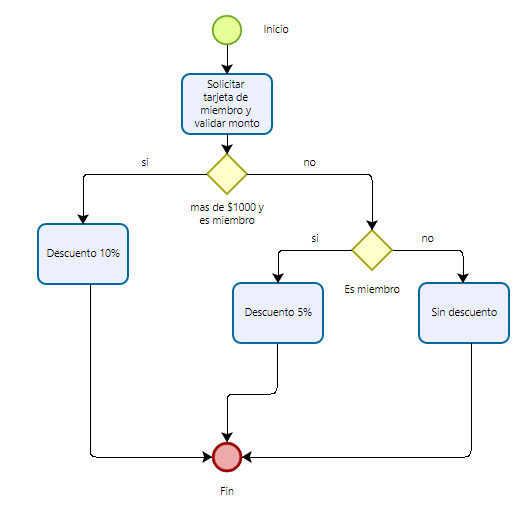 Inicio
Solicitar
tarjeta de
miembro y
validar monto
si
no
mas de $1000 y
es miembro
Descuento 10%
si
no
Es miembro
Descuento 5%
Sin descuento
Fin